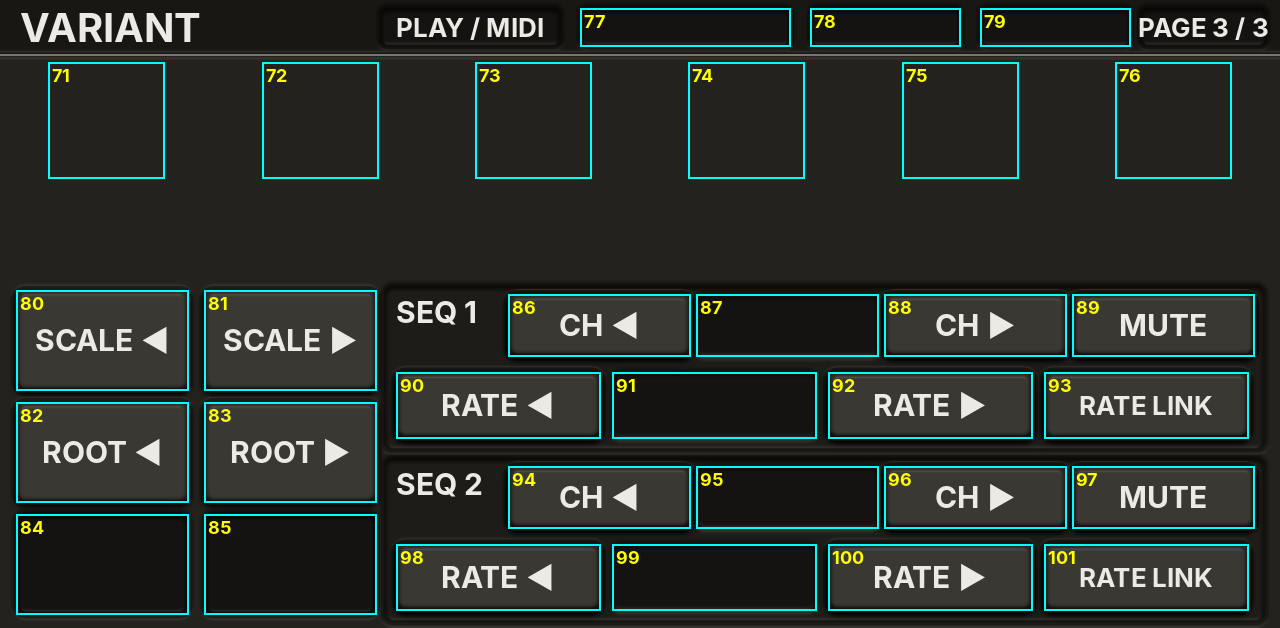 VARIANT PLAY / MIDI 77 78 79 PAGE 3 / 3
71 72 73 74 75 76
80 SCALE ◀ 81 SCALE ▶
82 ROOT ◀ 83 ROOT ▶
84 85
SEQ 1 86 CH ◀ 87 88 CH ▶ 89 MUTE
90 RATE ◀ 91 92 RATE ▶ 93 RATE LINK
SEQ 2 94 CH ◀ 95 96 CH ▶ 97 MUTE
98 RATE ◀ 99 100 RATE ▶ 101 RATE LINK